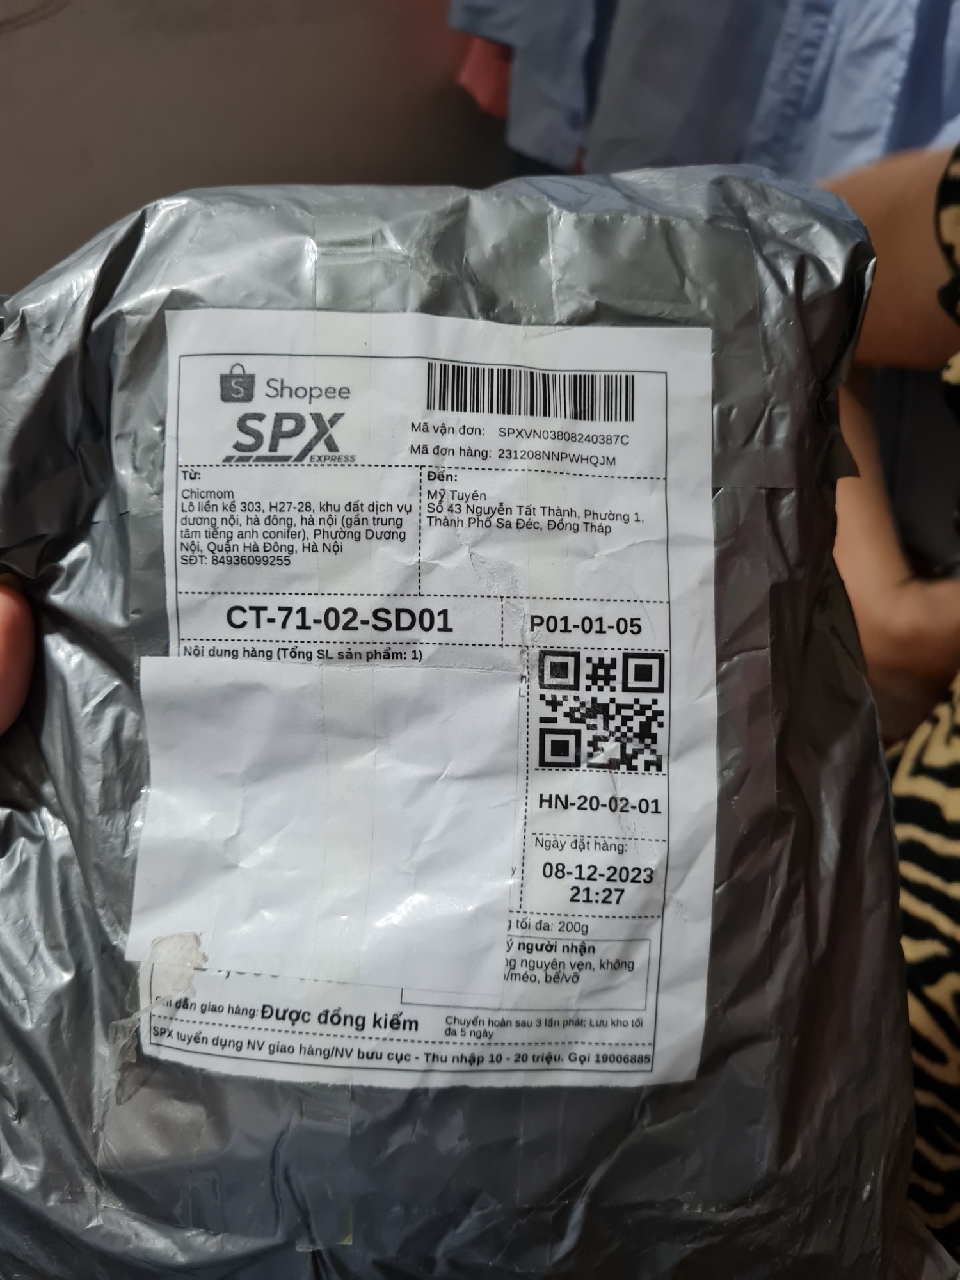 Shopee
SPX
EXPRESS
Mã vận đơn: SPXVN03808240387C
Mã đơn hàng: 231208NNPWHQJM
Từ:
Chicmom
Lô liền kề 303, H27-28, khu đất dịch vụ
dương nội, hà đông, hà nội (gần trung
tâm tiếng anh conifer), Phường Dương
Nội, Quận Hà Đông, Hà Nội
SĐT: 84936099255
Đến:
Mỹ Tuyên
Số 43 Nguyễn Tất Thành, Phường 1,
Thành Phố Sa Đéc, Đồng Tháp
CT-71-02-SD01
P01-01-05
Nội dung hàng (Tổng SL sản phẩm: 1)
HN-20-02-01
Ngày đặt hàng:
08-12-2023
21:27
tối đa: 200g
người nhận
nguyên vẹn, không
méo, bể/vỡ
dẫn giao hàng: Được đồng kiểm
Chuyển hoàn sau 3 lần phát; Lưu kho tối
đa 5 ngày
SPX tuyển dụng NV giao hàng/NV bưu cục - Thu nhập 10 - 20 triệu. Gọi 19006885